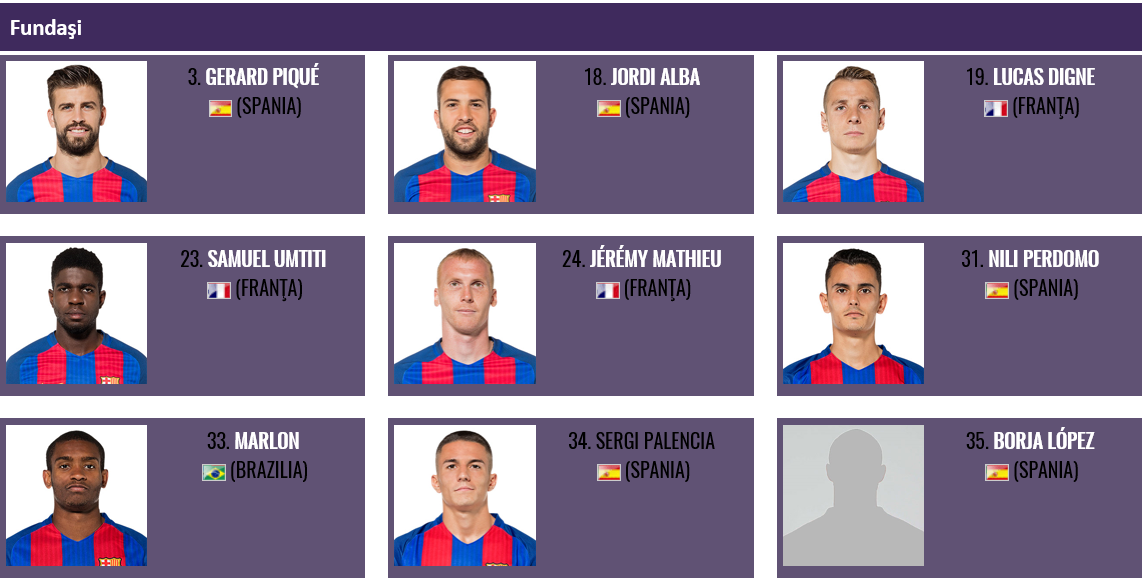 Fundaşi
3. GERARD PIQUÉ
(SPANIA)
18. JORDI ALBA
(SPANIA)
19. LUCAS DIGNE
(FRANŢA)
23. SAMUEL UMTITI
(FRANŢA)
24. JÉRÉMY MATHIEU
(FRANŢA)
31. NILI PERDOMO
(SPANIA)
33. MARLON
(BRAZILIA)
34. SERGI PALENCIA
(SPANIA)
35. BORJA LÓPEZ
(SPANIA)